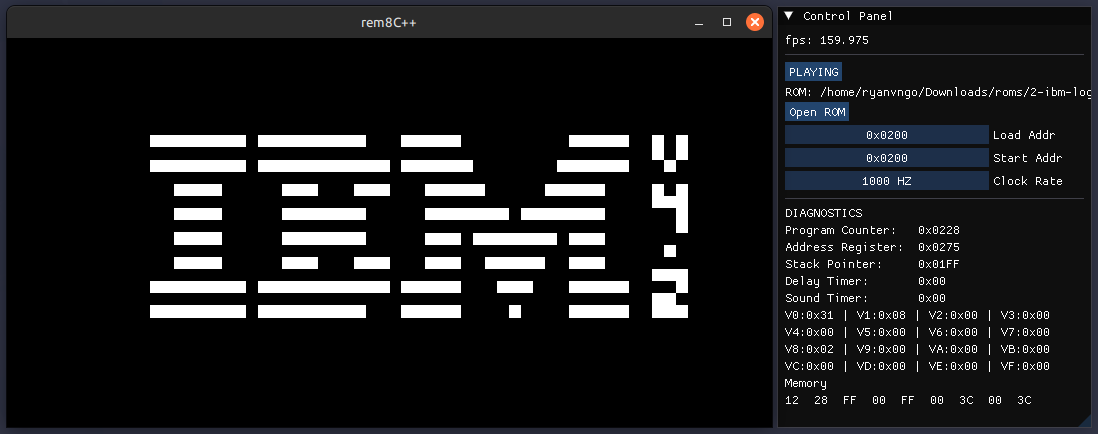 rem8C++
IBM
Control Panel
fps: 159.975
PLAYING
ROM: /home/ryanvngo/Downloads/roms/2-ibm-log
Open ROM
0x0200 Load Addr
0x0200 Start Addr
1000 HZ Clock Rate
DIAGNOSTICS
Program Counter: 0x0228
Address Register: 0x0275
Stack Pointer: 0x01FF
Delay Timer: 0x00
Sound Timer: 0x00
V0:0x31 | V1:0x08 | V2:0x00 | V3:0x00
V4:0x00 | V5:0x00 | V6:0x00 | V7:0x00
V8:0x02 | V9:0x00 | VA:0x00 | VB:0x00
VC:0x00 | VD:0x00 | VE:0x00 | VF:0x00
Memory
12 28 FF 00 FF 00 3C 00 3C